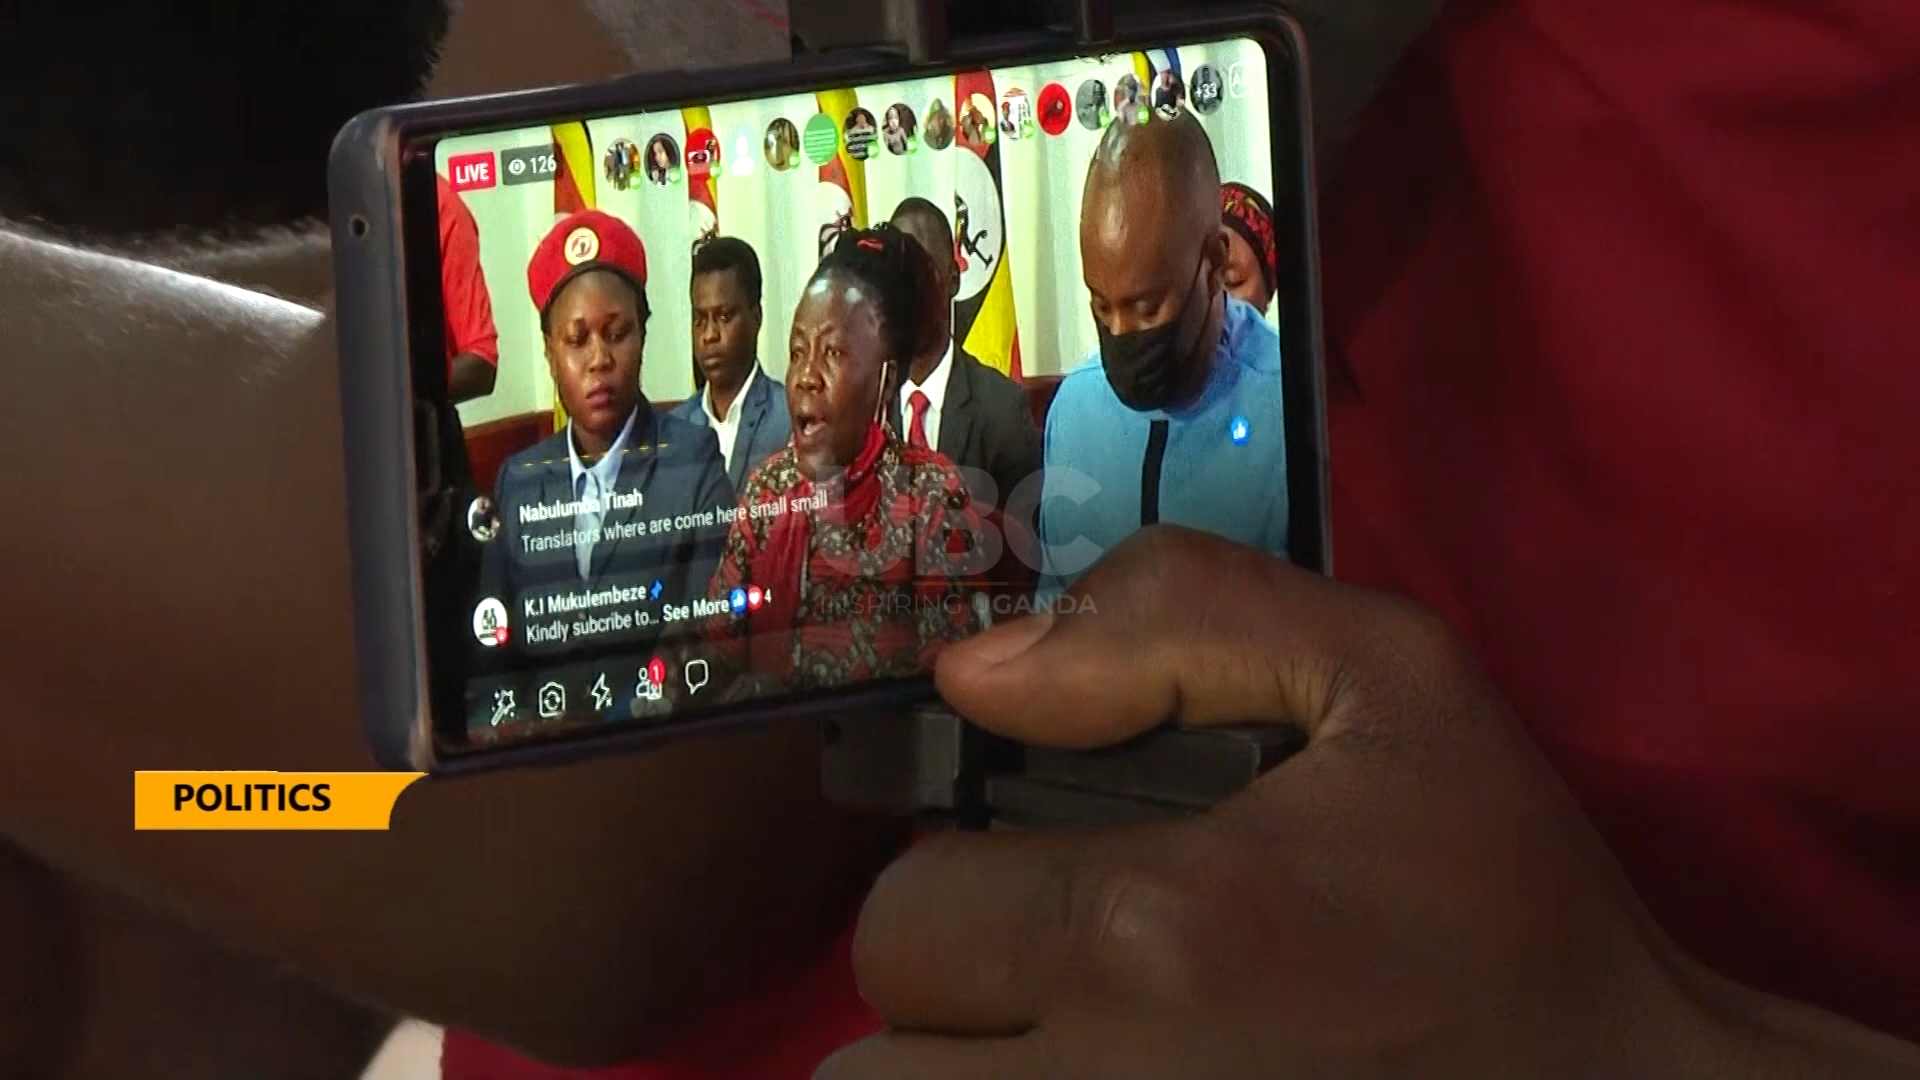 LIVE
126
+33
Nabulumba Tinah
Translators where are come here small small
K.I Mukulembeze
Kindly subcribe to... See More 4
1
UBC
INSPIRING UGANDA
POLITICS